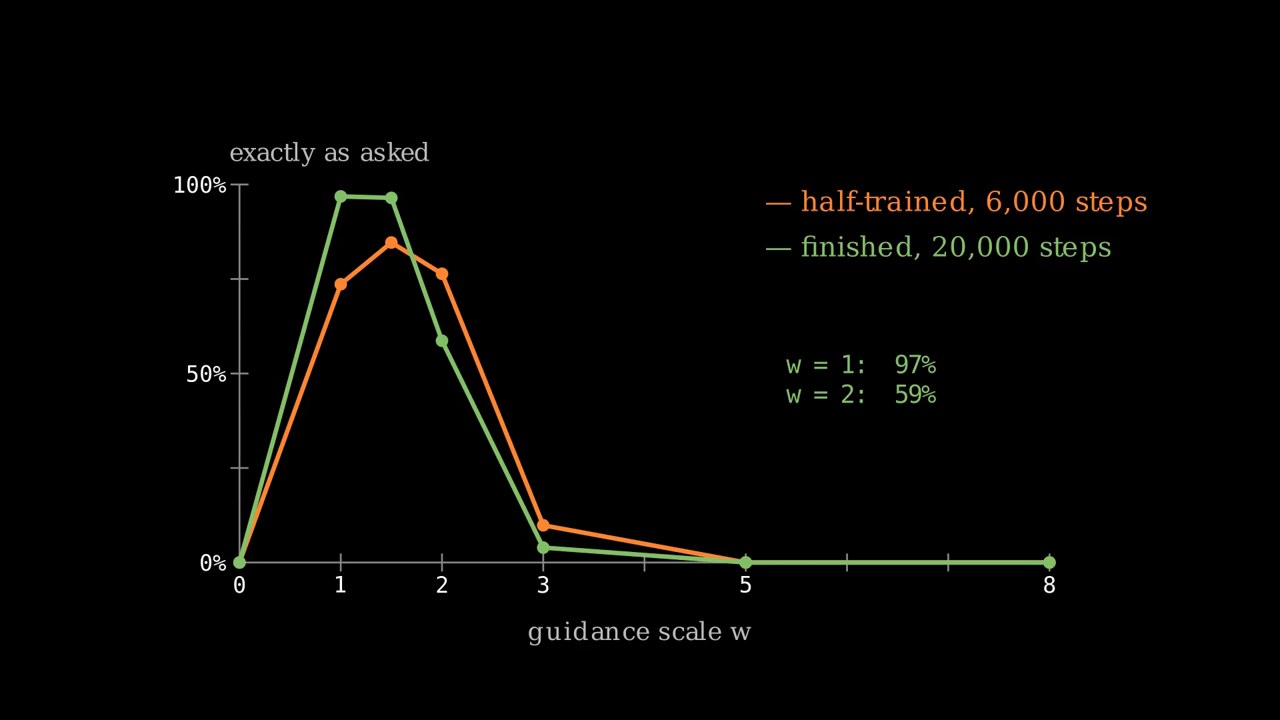 exactly as asked
100%
— half-trained, 6,000 steps
— finished, 20,000 steps
w = 1:  97%
50%
w = 2:  59%
0%
0 1 2 3 5 8
guidance scale w